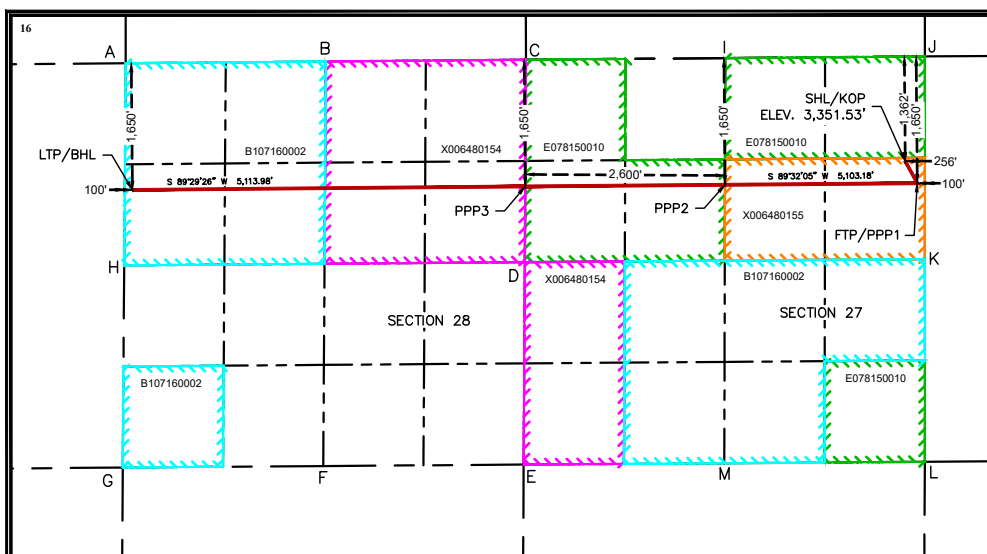 16
A
B
C
J
1,650'
1,650'
1,650'
1,362'
1,650'
SHL/KOP
ELEV. 3,351.53'
LTP/BHL
B107160002
X006480154
E078150010
E078150010
256'
100'
S 89°29'26" W 5,113.98'
2,600'
S 89°32'05" W 5,103.18'
100'
PPP3
PPP2
X006480155
FTP/PPP1
H
D
K
X006480154
B107160002
SECTION 28
SECTION 27
B107160002
E078150010
G
F
E
M
L